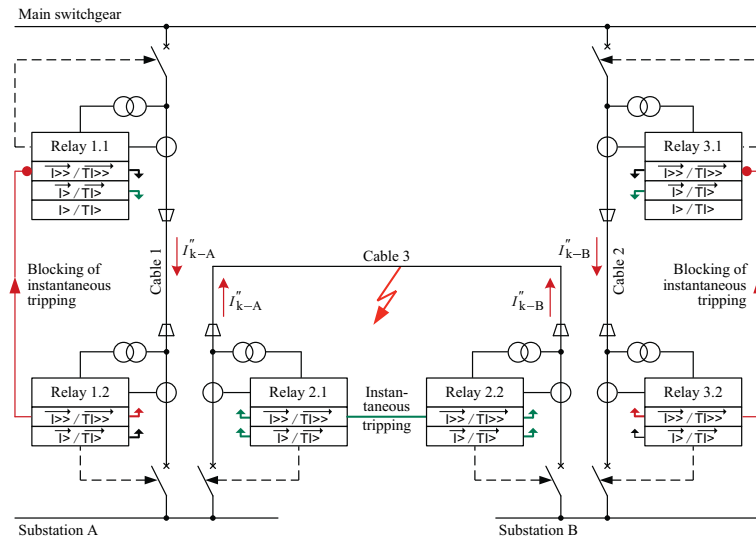 Main switchgear
Relay 1.1
I>> / TI>>
I> / TI>
I> / TI>
Relay 3.1
I>> / TI>>
I> / TI>
I> / TI>
Cable 1
I″k–A
Cable 3
I″k–B
Cable 2
Blocking of
instantaneous
tripping
I″k–A
I″k–B
Blocking of
instantaneous
tripping
Relay 1.2
I>> / TI>>
I> / TI>
Relay 2.1
I>> / TI>>
I> / TI>
Instan-
taneous
tripping
Relay 2.2
I>> / TI>>
I> / TI>
Relay 3.2
I>> / TI>>
I> / TI>
Substation A
Substation B